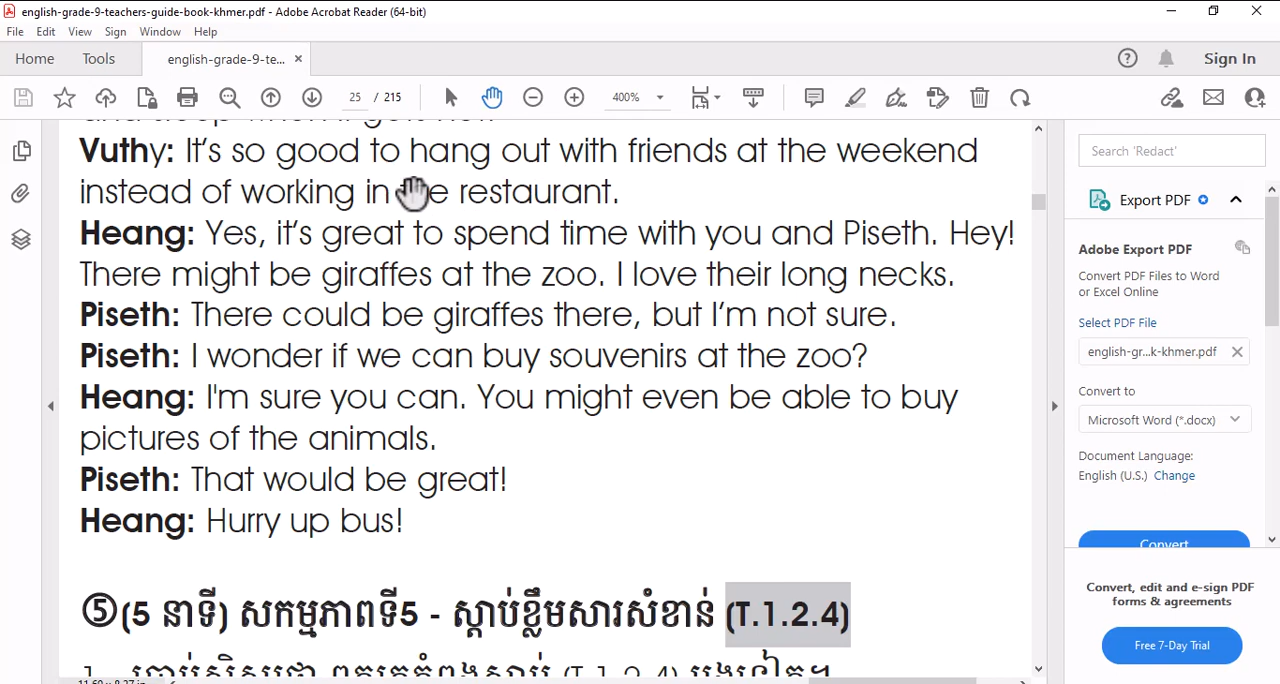 english-grade-9-teachers-guide-book-khmer.pdf - Adobe Acrobat Reader (64-bit)
File Edit View Sign Window Help
Home Tools english-grade-9-te... × Sign In
25 / 215 400%
Vuthy: It's so good to hang out with friends at the weekend
instead of working in restaurant.
Heang: Yes, it's great to spend time with you and Piseth. Hey!
There might be giraffes at the zoo. I love their long necks.
Piseth: There could be giraffes there, but I'm not sure.
Piseth: I wonder if we can buy souvenirs at the zoo?
Heang: I'm sure you can. You might even be able to buy
pictures of the animals.
Piseth: That would be great!
Heang: Hurry up bus!
⑤(5 នាទី) សកម្មភាពទី5 - ស្តាប់ខ្លឹមសារសំខាន់ (T.1.2.4)
Search 'Redact'
Export PDF
Adobe Export PDF
Convert PDF Files to Word
or Excel Online
Select PDF File
english-gr...k-khmer.pdf
Convert to
Microsoft Word (*.docx)
Document Language:
English (U.S.) Change
Convert
Convert, edit and e-sign PDF
forms & agreements
Free 7-Day Trial